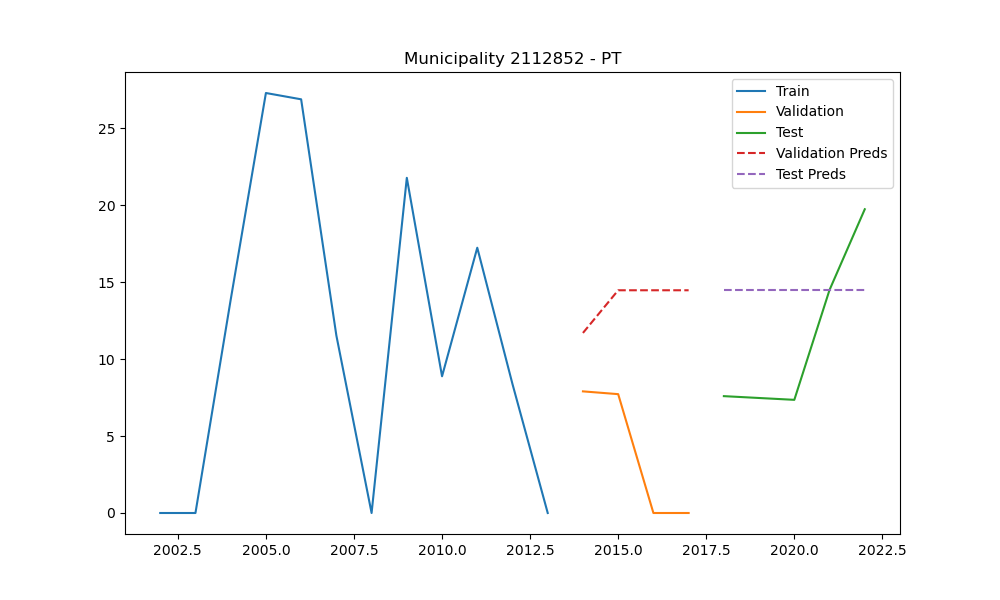 Municipality 2112852 - PT
Train
Validation
Test
Validation Preds
Test Preds
25
20
15
10
5
0
2002.5 2005.0 2007.5 2010.0 2012.5 2015.0 2017.5 2020.0 2022.5